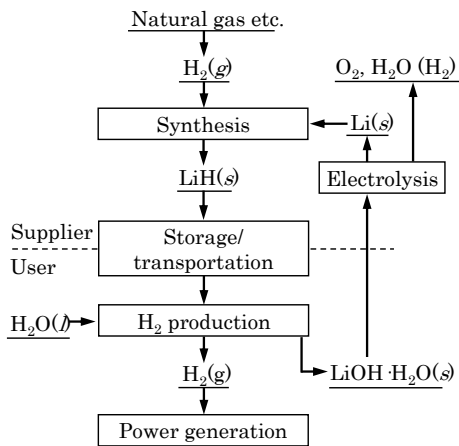 Natural gas etc.
H₂(g)
O₂, H₂O (H₂)
Synthesis
Li(s)
LiH(s)
Electrolysis
Supplier
Storage/
transportation
User
H₂O(l)
H₂ production
H₂(g)
LiOH·H₂O(s)
Power generation